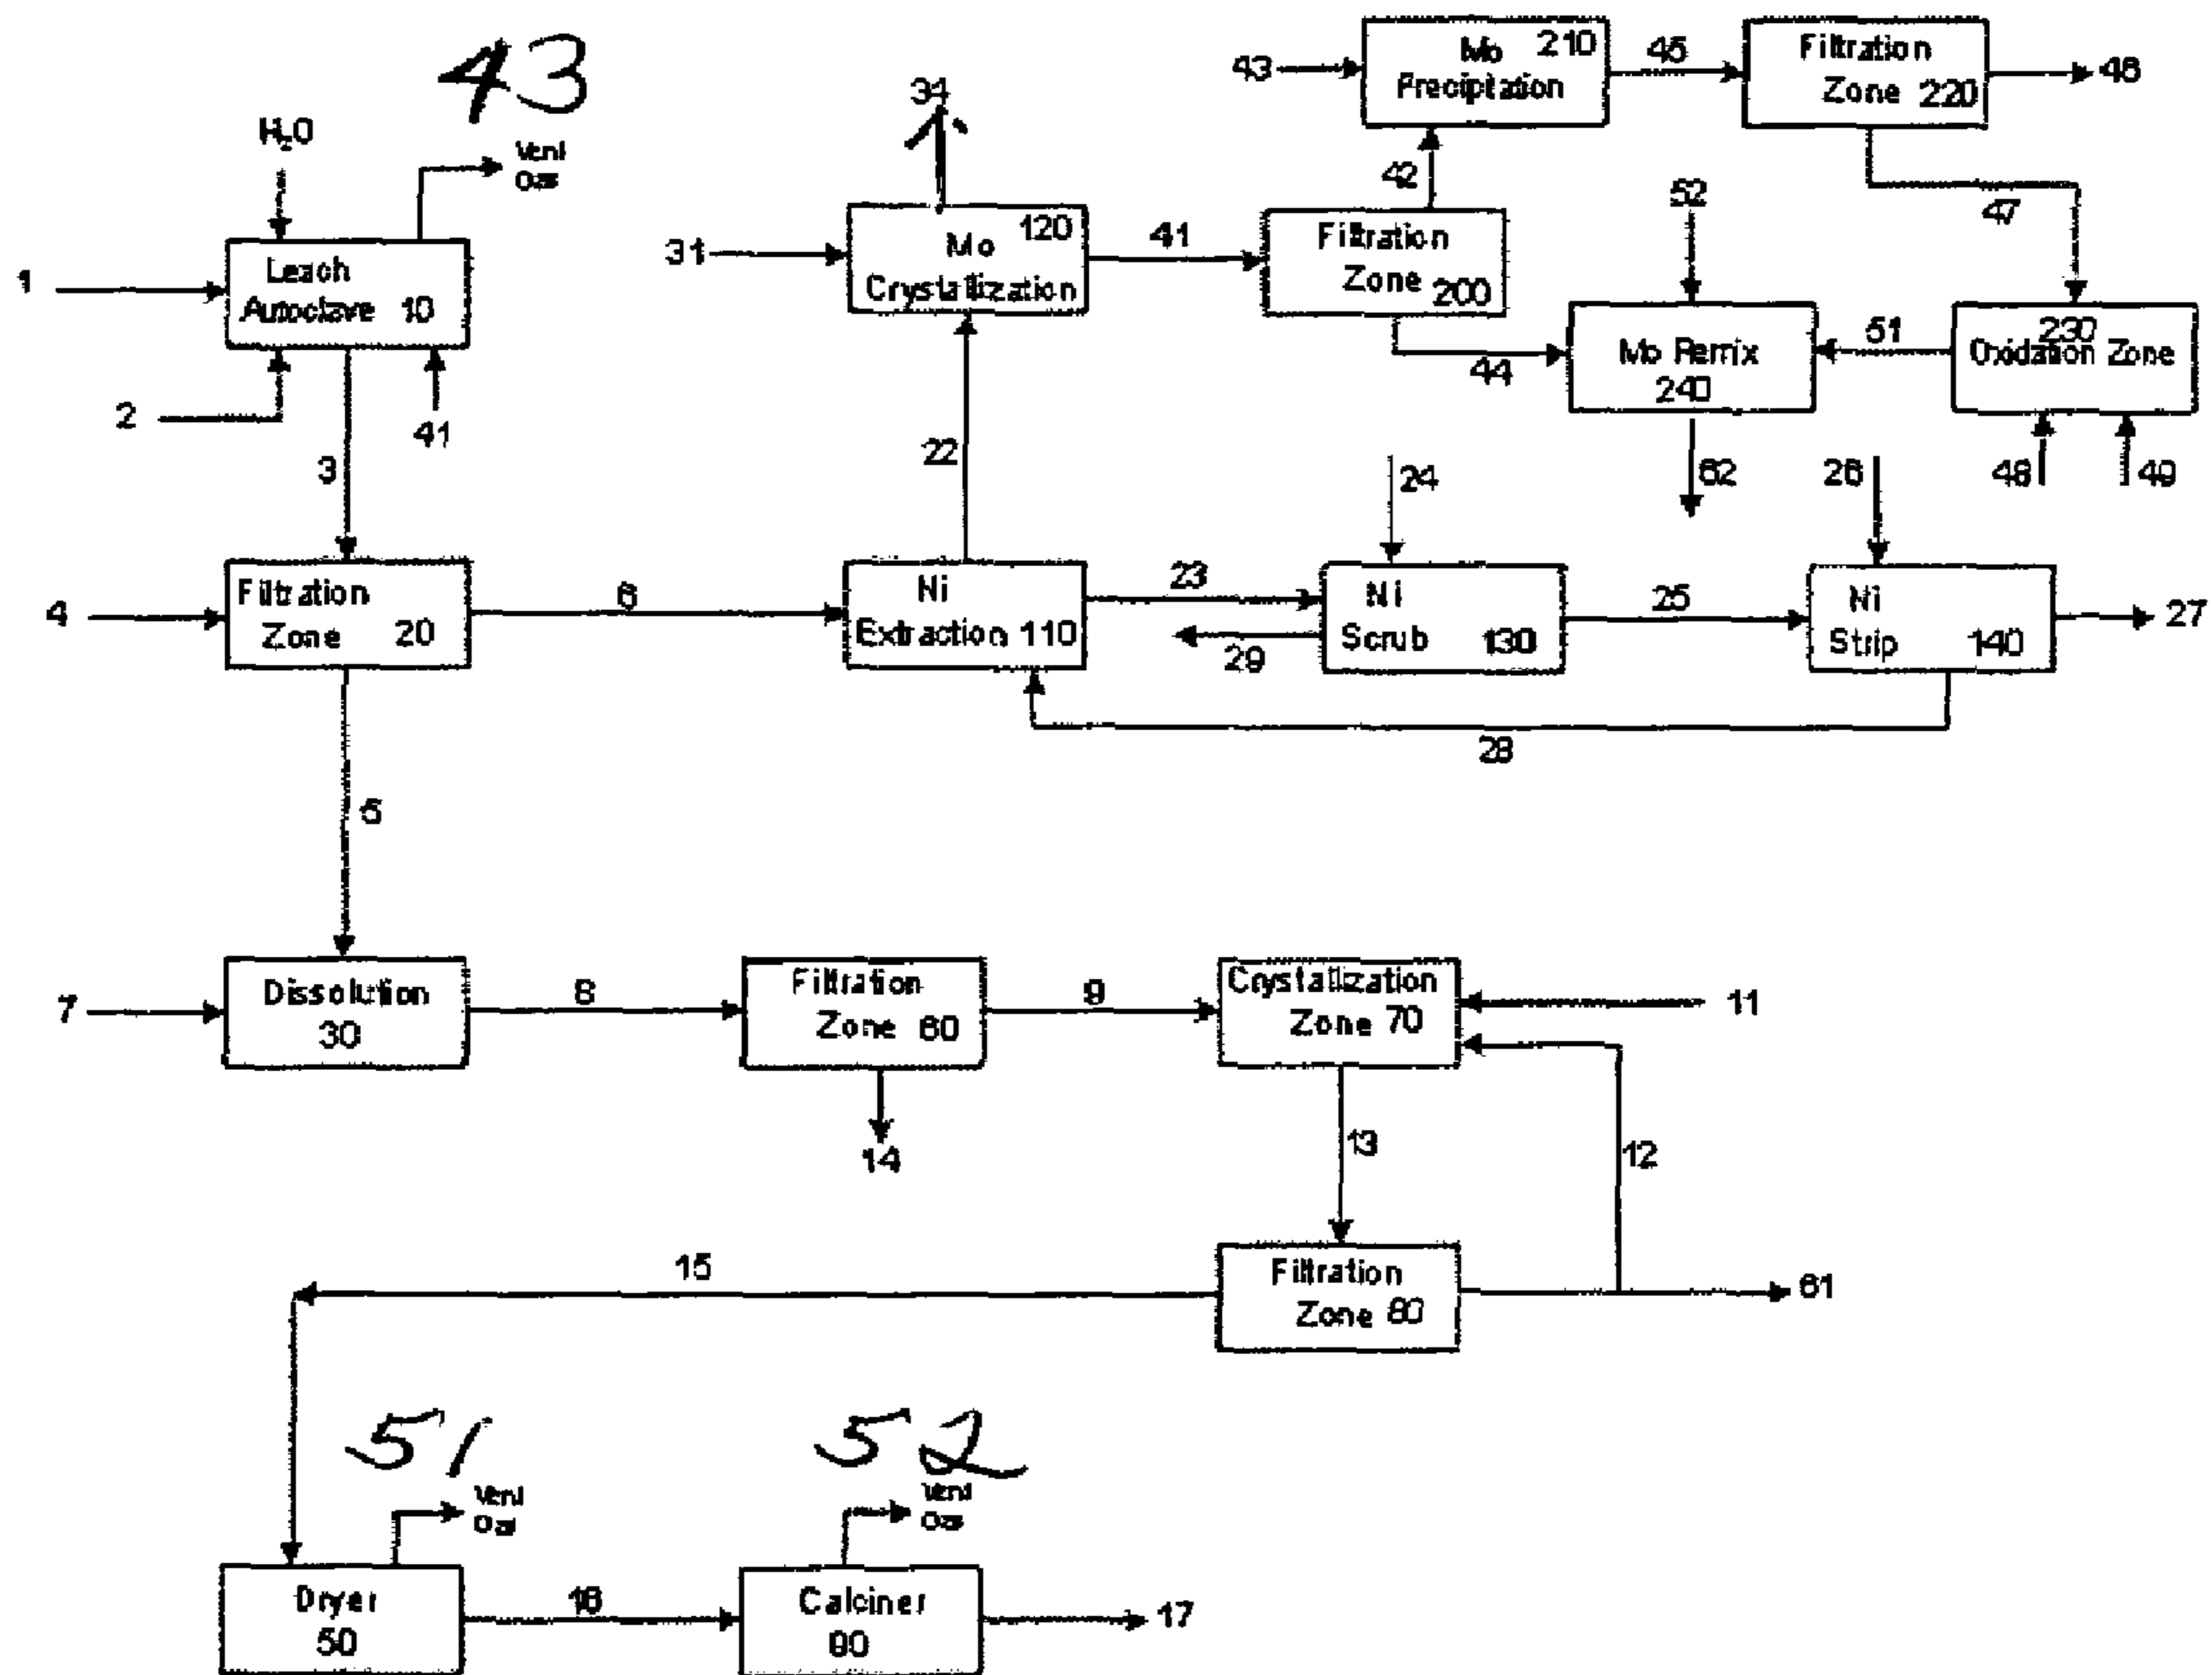 43
H₂O
Vent
Gas
1
Leach
Autoclave 10
2
41
3
34
31
120
Mo
Crystallization
41
22
43
Mo 210
Preciptation
45
Filtration
Zone 220
46
42
Filtration
Zone 200
52
47
44
Mo Remix
240
51
230
Oxidation Zone
62
48
49
4
Filtration
Zone 20
6
Ni
Extraction 110
23
29
24
Ni
Scrub 130
25
26
Ni
Strip 140
27
28
5
7
Dissolution
30
8
Filtration
Zone 60
14
9
Crystallization
Zone 70
11
13
12
Filtration
Zone 80
61
15
51
Vent
Gas
Dryer
50
16
52
Vent
Gas
Calciner
90
17